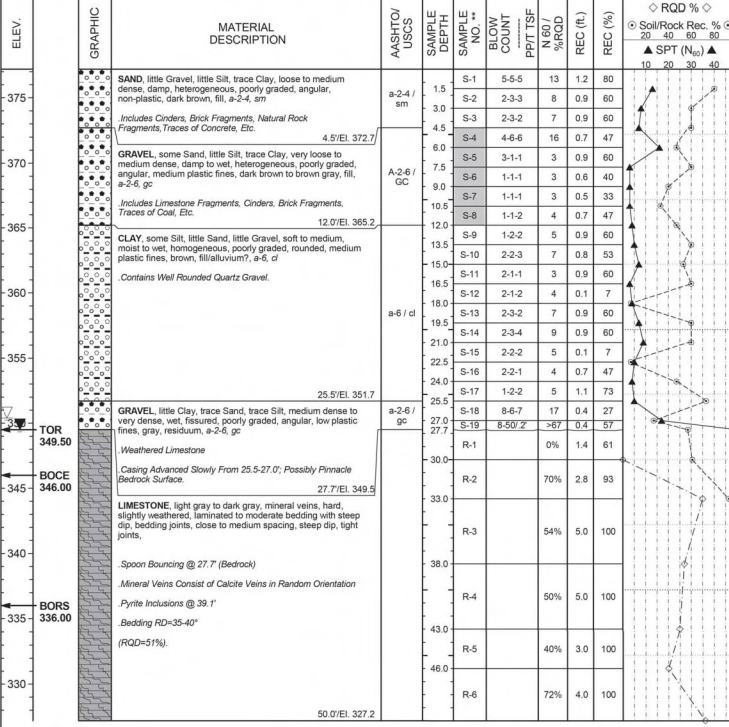 ELEV.
GRAPHIC
MATERIAL
DESCRIPTION
AASHTO/
USCS
SAMPLE
DEPTH
SAMPLE
NO. **
BLOW
COUNT
PP/T TSF
N 60 /
%RQD
REC (ft.)
REC (%)
◇ RQD % ◇
⊙ Soil/Rock Rec. % ⊙
▲ SPT (N60) ▲
20 40 60 80
375
370
365
360
355
350
345
340
335
330
TOR
349.50
BOCE
346.00
BORS
336.00
SAND, little Gravel, little Silt, trace Clay, loose to medium
dense, damp, heterogeneous, poorly graded, angular,
non-plastic, dark brown, fill, a-2-4 / sm
.Includes Cinders, Brick Fragments, Natural Rock
Fragments,Traces of Concrete, Etc.
4.5'/El. 372.7
GRAVEL, some Sand, little Silt, trace Clay, very loose to
medium dense, damp to wet, heterogeneous, poorly graded,
angular, medium plastic fines, dark brown to brown gray, fill,
a-2-6, gc
.Includes Limestone Fragments, Cinders, Brick Fragments,
Traces of Coal, Etc.
12.0'/El. 365.2
CLAY, some Silt, little Sand, little Gravel, soft to medium,
moist to wet, homogeneous, poorly graded, rounded, medium
plastic fines, brown, fill/alluvium?, a-6, cl
.Contains Well Rounded Quartz Gravel.
25.5'/El. 351.7
GRAVEL, little Clay, trace Sand, trace Silt, medium dense to
very dense, wet, fissured, poorly graded, angular, low plastic
fines, gray, residuum, a-2-6, gc
.Weathered Limestone
.Casing Advanced Slowly From 25.5-27.0'; Possibly Pinnacle
Bedrock Surface.
27.7'/El. 349.5
LIMESTONE, light gray to dark gray, mineral veins, hard,
slightly weathered, laminated to moderate bedding with steep
dip, bedding joints, close to medium spacing, steep dip, tight
joints,
.Spoon Bouncing @ 27.7' (Bedrock)
.Mineral Veins Consist of Calcite Veins in Random Orientation
.Pyrite Inclusions @ 39.1'
.Bedding RD=35-40°
(RQD=51%).
50.0'/El. 327.2
a-2-4 /
sm
A-2-6 /
GC
a-6 / cl
a-2-6 /
gc
1.5 S-1 5-5-5 13 1.2 80
3.0 S-2 2-3-3 8 0.9 60
4.5 S-3 2-3-2 7 0.9 60
6.0 S-4 4-6-6 16 0.7 47
7.5 S-5 3-1-1 3 0.9 60
9.0 S-6 1-1-1 3 0.6 40
10.5 S-7 1-1-1 3 0.5 33
12.0 S-8 1-1-2 4 0.7 47
13.5 S-9 1-2-2 5 0.9 60
15.0 S-10 2-2-3 7 0.8 53
16.5 S-11 2-1-1 3 0.9 60
18.0 S-12 2-1-2 4 0.1 7
19.5 S-13 2-3-2 7 0.9 60
21.0 S-14 2-3-4 9 0.9 60
22.5 S-15 2-2-2 5 0.1 7
24.0 S-16 2-2-1 4 0.7 47
25.5 S-17 1-2-2 5 1.1 73
27.0 S-18 8-6-7 17 0.4 27
27.7 S-19 8-50/.2' >67 0.4 57
30.0 R-1 0% 1.4 61
33.0 R-2 70% 2.8 93
38.0 R-3 54% 5.0 100
43.0 R-4 50% 5.0 100
46.0 R-5 40% 3.0 100
R-6 72% 4.0 100